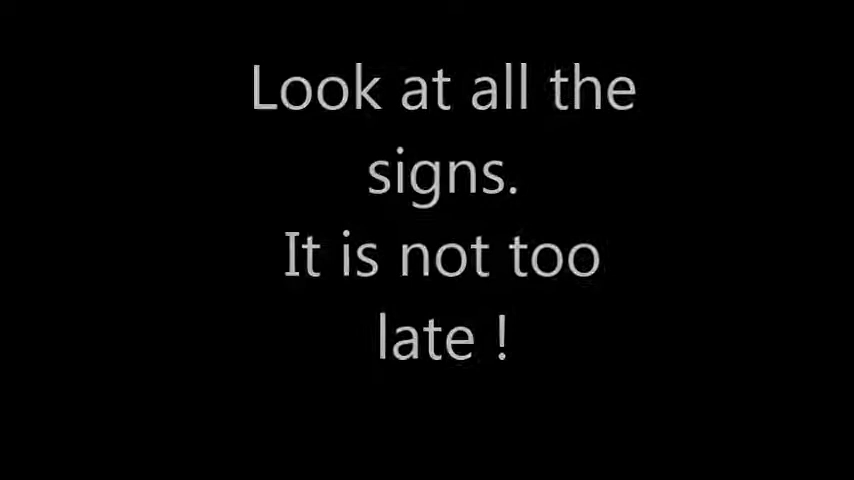 Look at all the
signs.
It is not too
late !